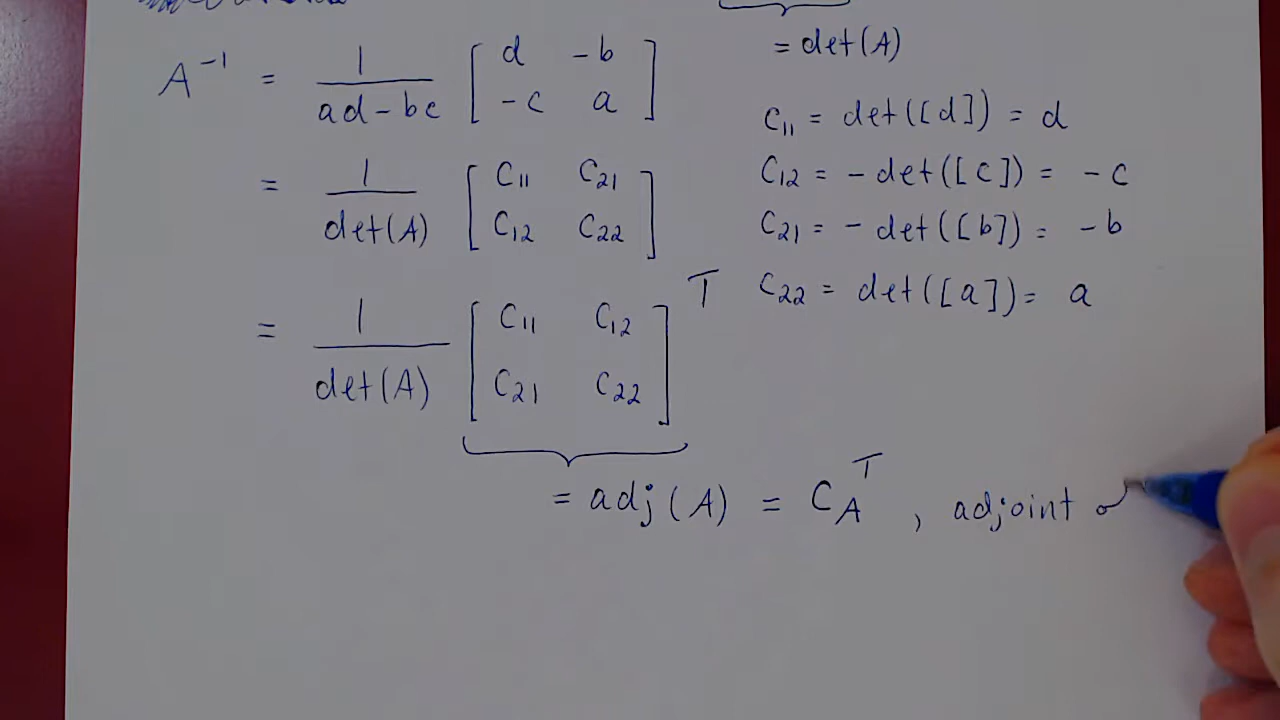 = det(A)
A⁻¹ = 1/(ad-bc) [d -b; -c a]
= 1/det(A) [C₁₁ C₂₁; C₁₂ C₂₂]
= 1/det(A) [C₁₁ C₁₂; C₂₁ C₂₂]ᵀ
= adj(A) = C_Aᵀ, adjoint
C₁₁ = det([d]) = d
C₁₂ = -det([c]) = -c
C₂₁ = -det([b]) = -b
C₂₂ = det([a]) = a